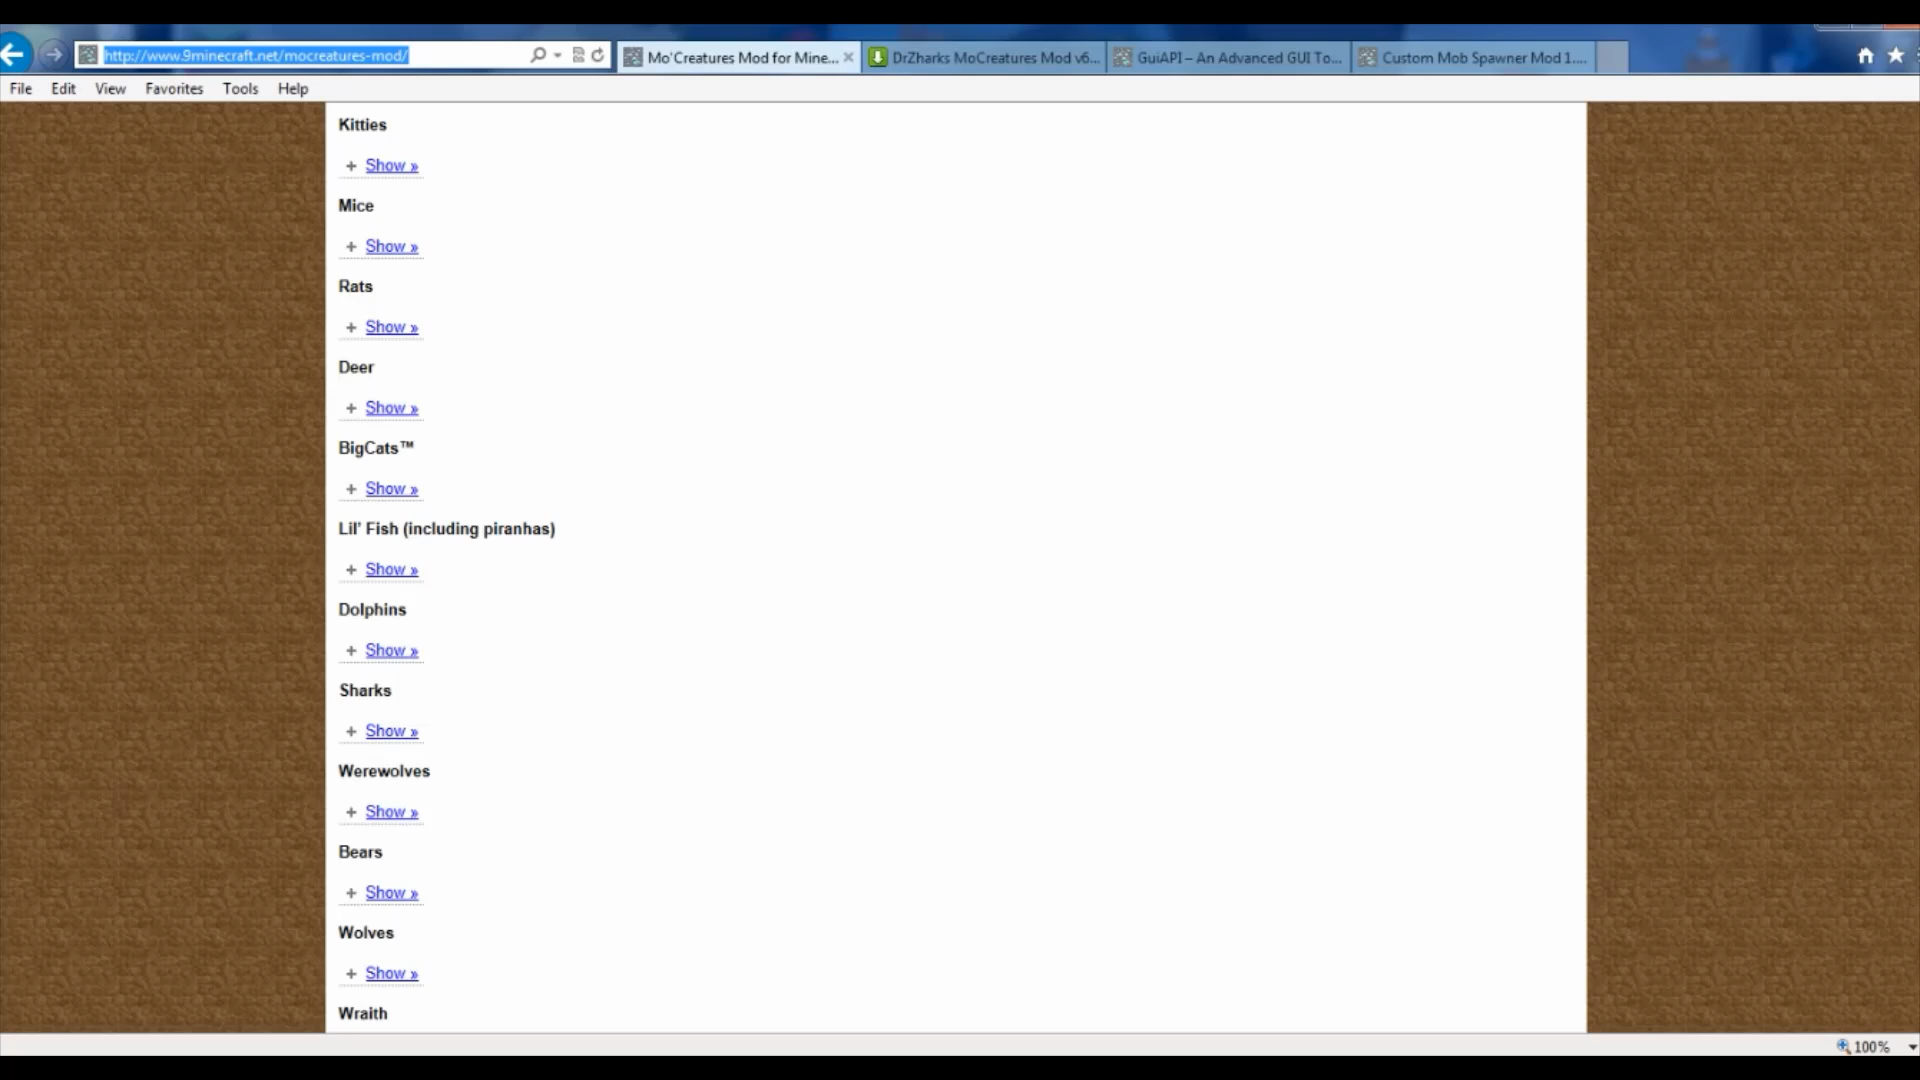 http://www.9minecraft.net/mocreatures-mod/
Mo'Creatures Mod for Mine...
DrZharks MoCreatures Mod v6...
GuiAPI – An Advanced GUI To...
Custom Mob Spawner Mod 1....
File Edit View Favorites Tools Help
Kitties
+ Show »
Mice
+ Show »
Rats
+ Show »
Deer
+ Show »
BigCats™
+ Show »
Lil' Fish (including piranhas)
+ Show »
Dolphins
+ Show »
Sharks
+ Show »
Werewolves
+ Show »
Bears
+ Show »
Wolves
+ Show »
Wraith
100%